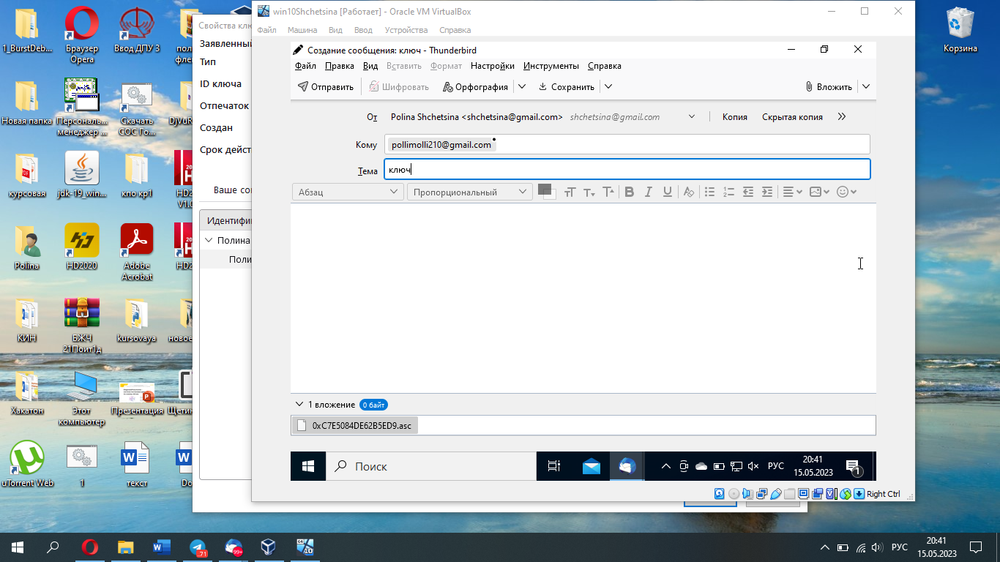 win10Shchetsina [Работает] - Oracle VM VirtualBox
Файл Машина Вид Ввод Устройства Справка
Создание сообщения: ключ - Thunderbird
Файл Правка Вид Вставить Формат Настройки Инструменты Справка
Отправить Шифровать Орфография Сохранить Вложить
От Polina Shchetsina <shchetsina@gmail.com> shchetsina@gmail.com Копия Скрытая копия
Кому pollimolli210@gmail.com
Тема ключ
Абзац Пропорциональный
1 вложение 0 байт
0xC7E5084DE62B5ED9.asc
Поиск
РУС
20:41
15.05.2023
1
Right Ctrl
Свойства клю
Заявленный
Тип
ID ключа
Отпечаток
Создан
Срок дейст
Ваше со
Идентифи
Полина
Поли
1_BurstDeb...
Браузер
Opera
Ввод ДПУ 3
пол
фле
Корзина
Новая папка
Персональ...
менеджер ...
Скачать
СОС Го...
DjVuR
курсовая
jdk-19_win...
кпо кр1
HD2
V1.0
Polina
HD2020
Adobe
Acrobat
HD2
КИН
БЖЧ
21Поит1д
kursovaya
новое
Хакатон
Этот
компьютер
Презентация
Щетин
uTorrent Web
1
текст
Do
.71
99+
64
10
РУС
20:41
15.05.2023